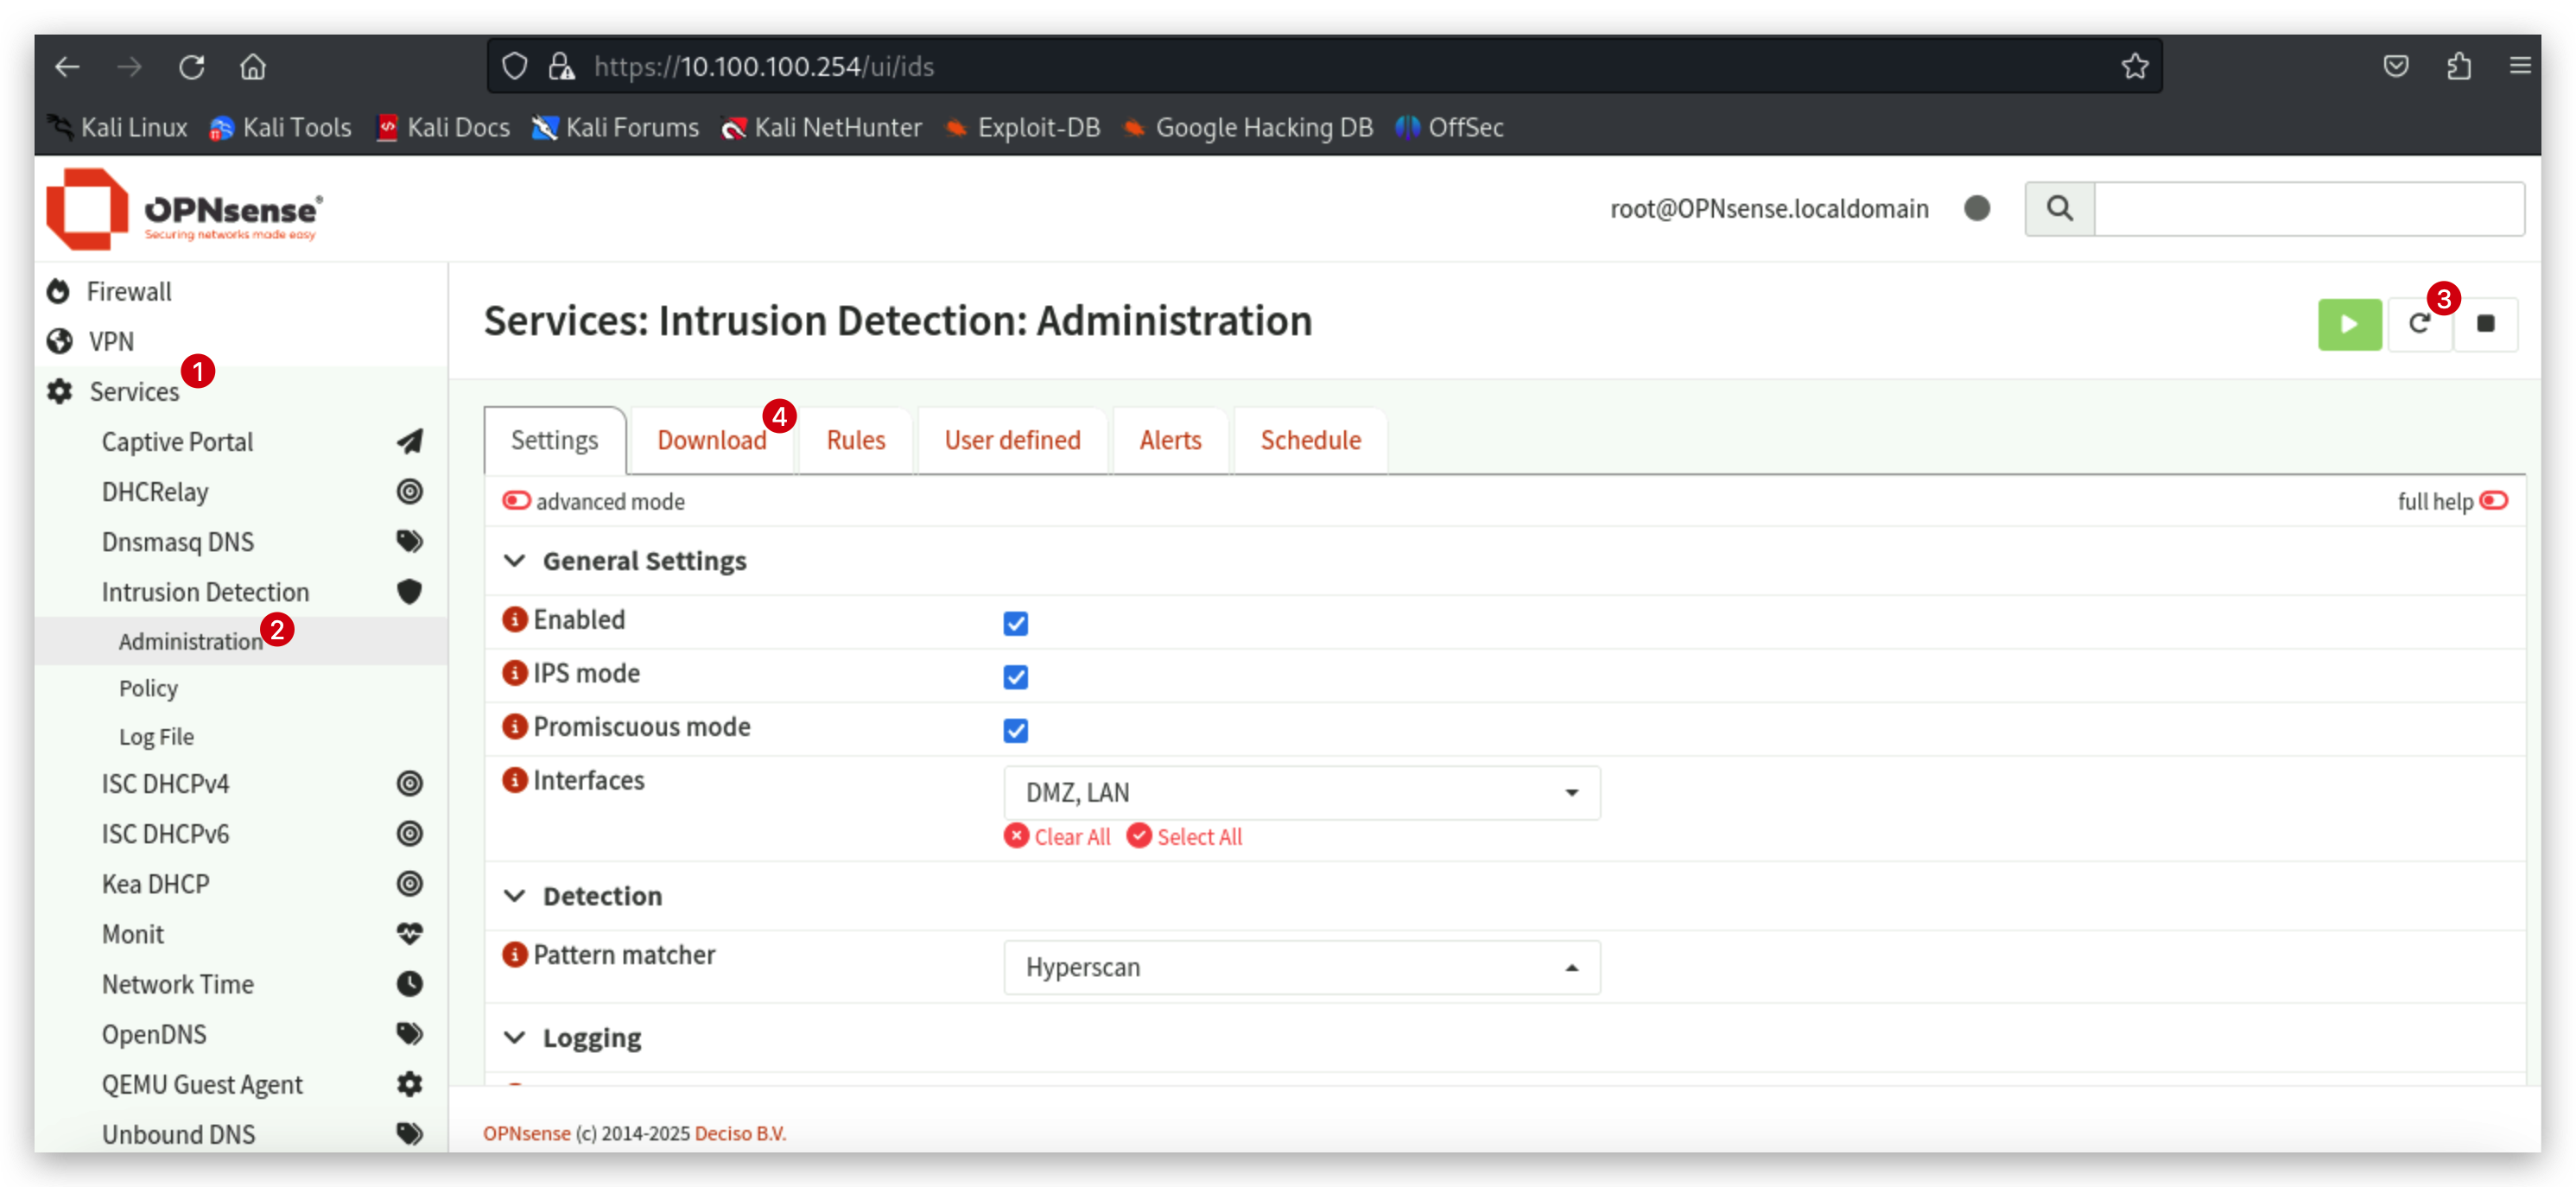 https://10.100.100.254/ui/ids
Kali Linux Kali Tools Kali Docs Kali Forums Kali NetHunter Exploit-DB Google Hacking DB OffSec
OPNsense®
Securing networks made easy
root@OPNsense.localdomain
Firewall
VPN
1
Services
Captive Portal
DHCRelay
Dnsmasq DNS
Intrusion Detection
Administration 2
Policy
Log File
ISC DHCPv4
ISC DHCPv6
Kea DHCP
Monit
Network Time
OpenDNS
QEMU Guest Agent
Unbound DNS
Services: Intrusion Detection: Administration
3
Settings Download 4 Rules User defined Alerts Schedule
advanced mode full help
General Settings
Enabled
IPS mode
Promiscuous mode
Interfaces DMZ, LAN
Clear All Select All
Detection
Pattern matcher Hyperscan
Logging
OPNsense (c) 2014-2025 Deciso B.V.